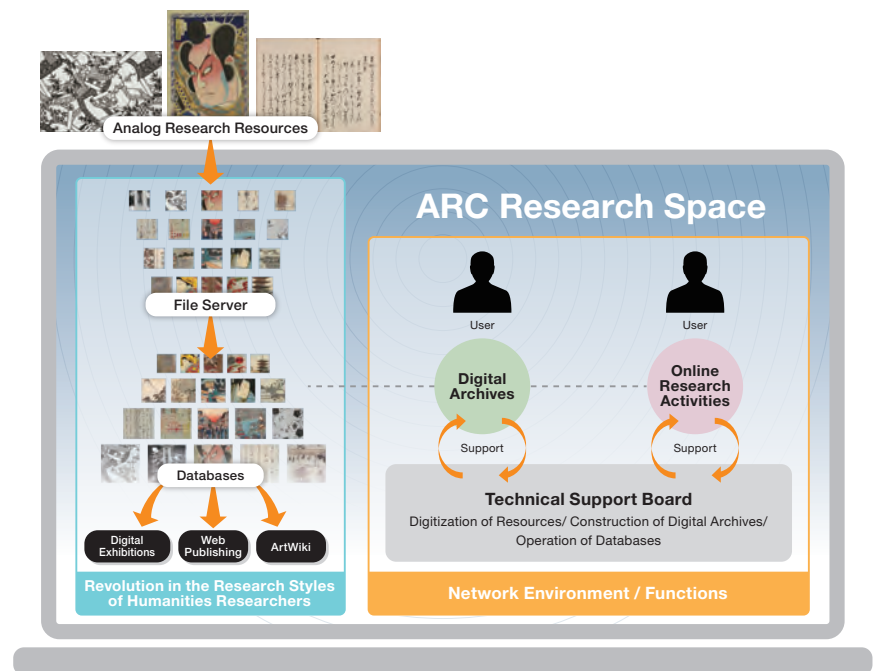 Analog Research Resources
ARC Research Space
File Server
Databases
Digital
Exhibitions
Web
Publishing
ArtWiki
Revolution in the Research Styles
of Humanities Researchers
User
User
Digital
Archives
Online
Research
Activities
Support
Support
Technical Support Board
Digitization of Resources/ Construction of Digital Archives/
Operation of Databases
Network Environment / Functions